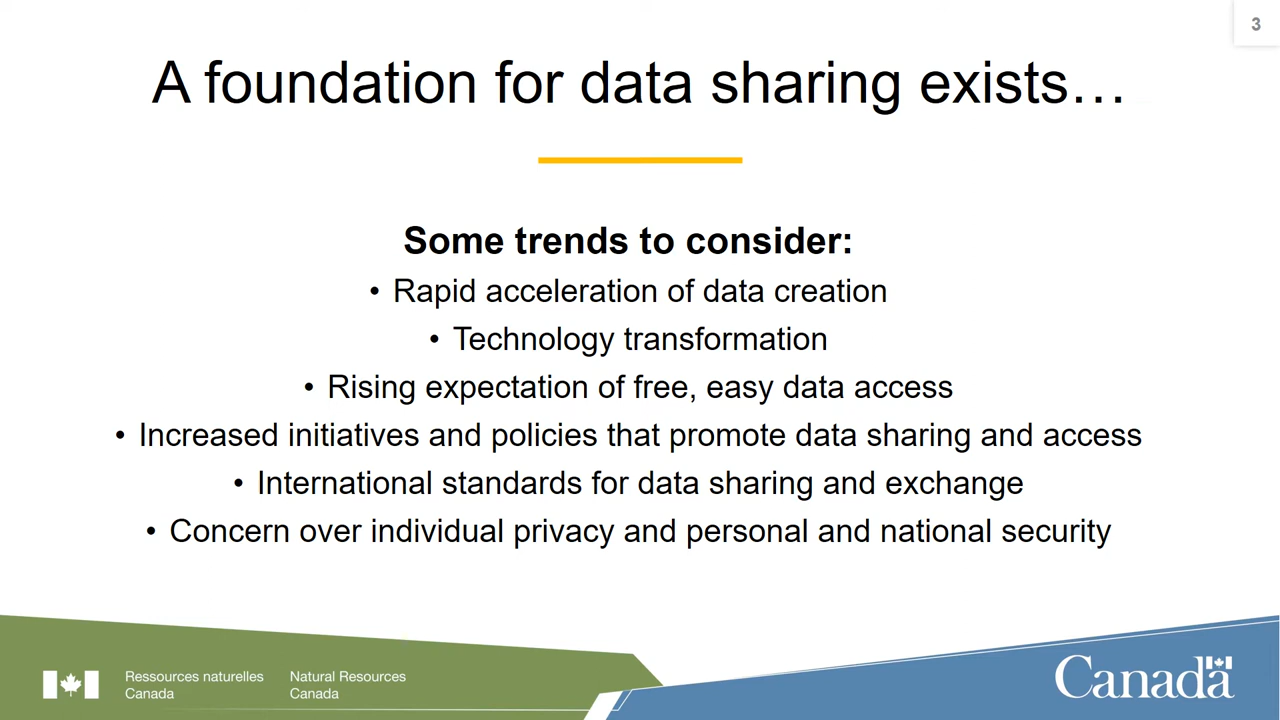 3
A foundation for data sharing exists…
Some trends to consider:
• Rapid acceleration of data creation
• Technology transformation
• Rising expectation of free, easy data access
• Increased initiatives and policies that promote data sharing and access
• International standards for data sharing and exchange
• Concern over individual privacy and personal and national security
Ressources naturelles
Canada
Natural Resources
Canada
Canada